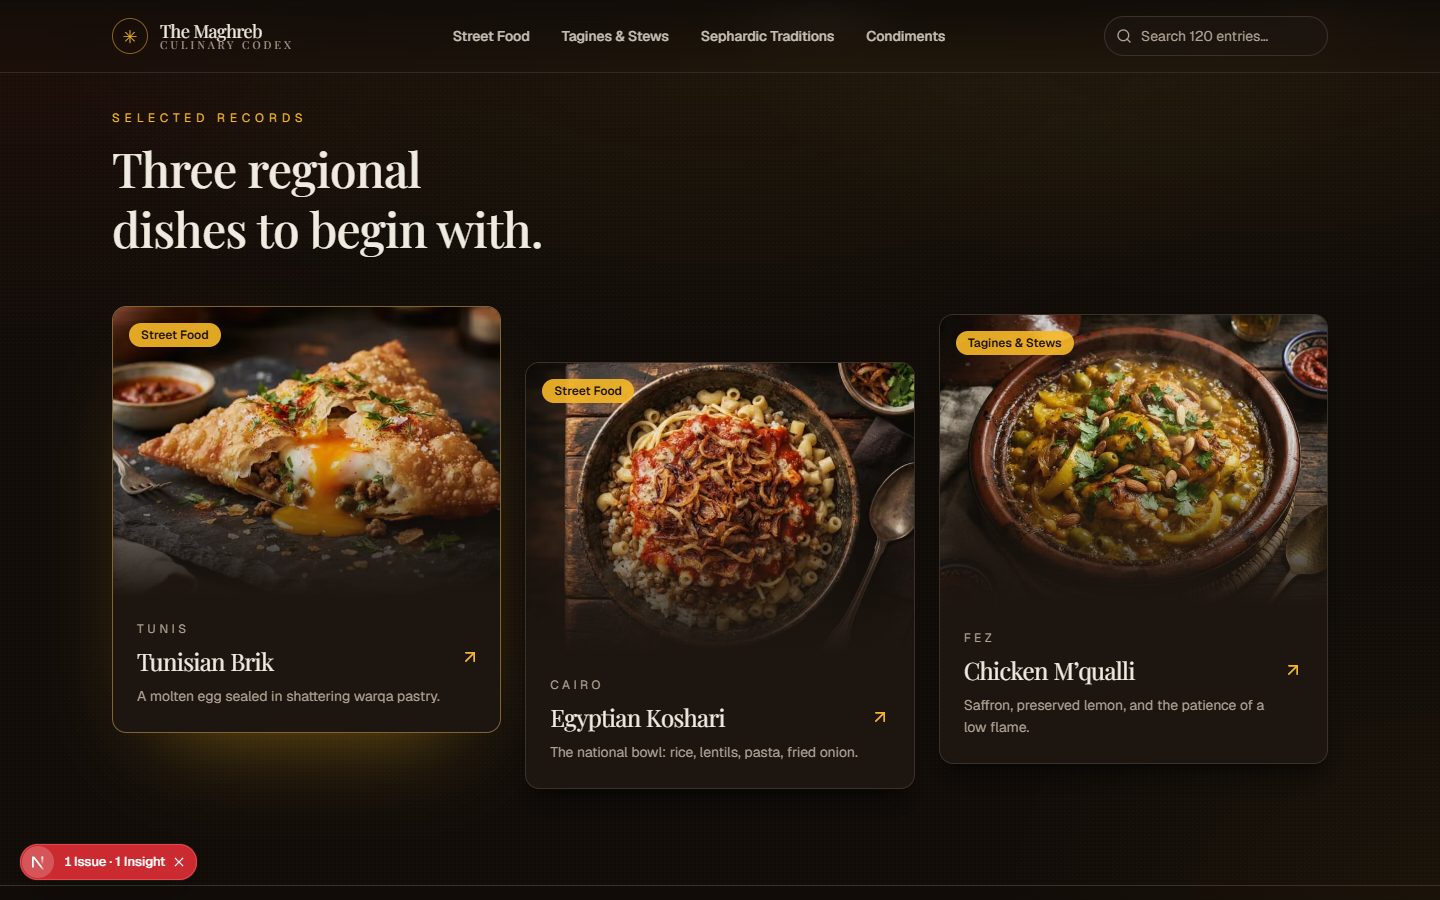 The Maghreb
CULINARY CODEX
Street Food
Tagines & Stews
Sephardic Traditions
Condiments
Search 120 entries…
SELECTED RECORDS
Three regional
dishes to begin with.
Street Food
TUNIS
Tunisian Brik
A molten egg sealed in shattering warqa pastry.
Street Food
CAIRO
Egyptian Koshari
The national bowl: rice, lentils, pasta, fried onion.
Tagines & Stews
FEZ
Chicken M’qualli
Saffron, preserved lemon, and the patience of a
low flame.
N
1 Issue · 1 Insight